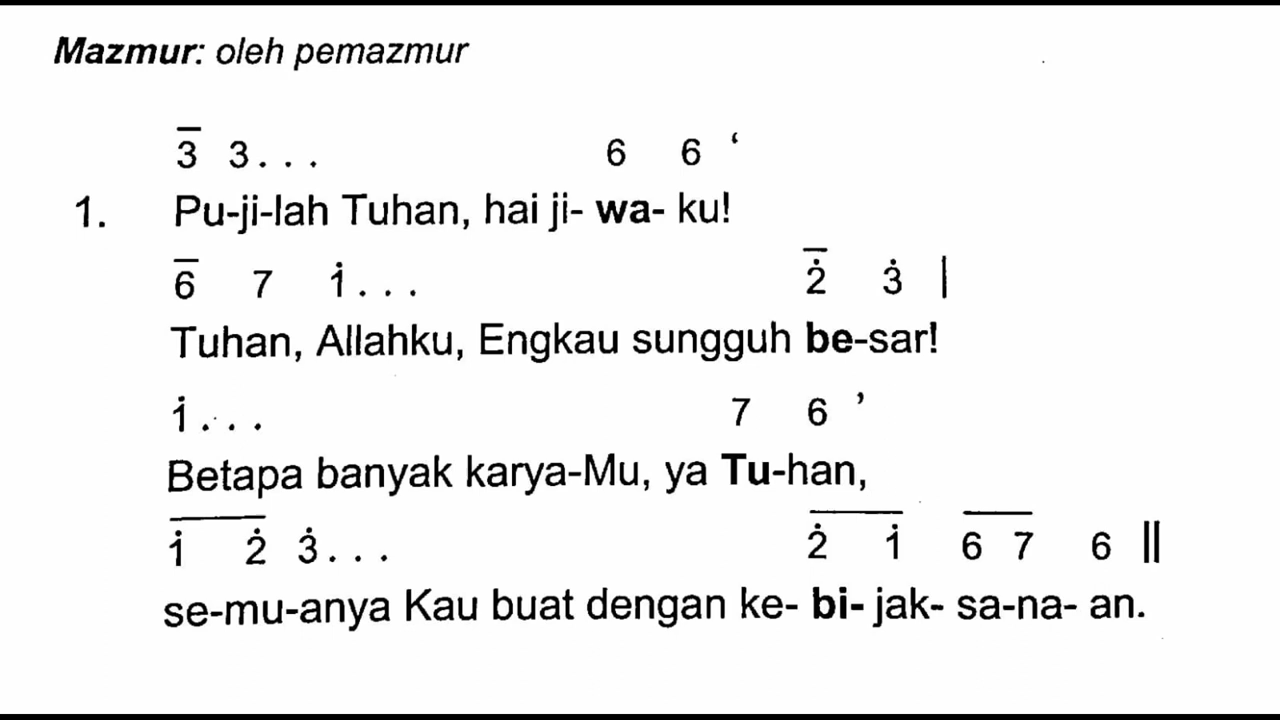 Mazmur: oleh pemazmur
3̅ 3... 6 6 ‘
1. Pu-ji-lah Tuhan, hai ji- wa- ku!
6̅ 7 1̇... 2̇̅ 3̇ |
Tuhan, Allahku, Engkau sungguh be-sar!
1̇... 7 6 ’
Betapa banyak karya-Mu, ya Tu-han,
1̇̅ 2̇̅ 3̇... 2̇̅ 1̇̅ 6̅ 7̅ 6 ||
se-mu-anya Kau buat dengan ke- bi- jak- sa-na- an.